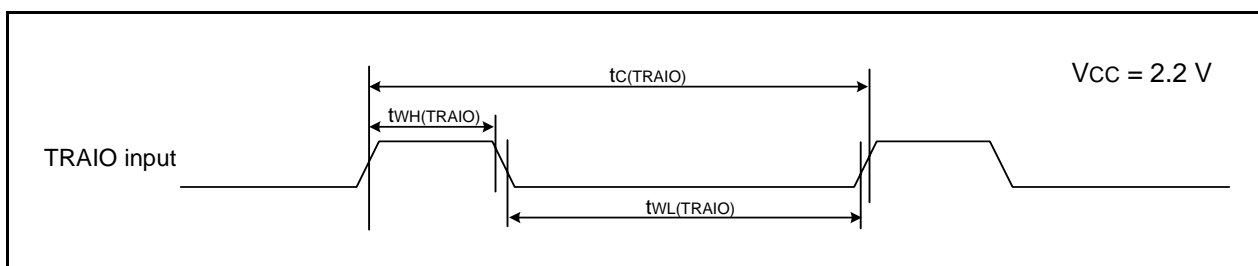 tC(TRAIO)
VCC = 2.2 V
tWH(TRAIO)
TRAIO input
tWL(TRAIO)